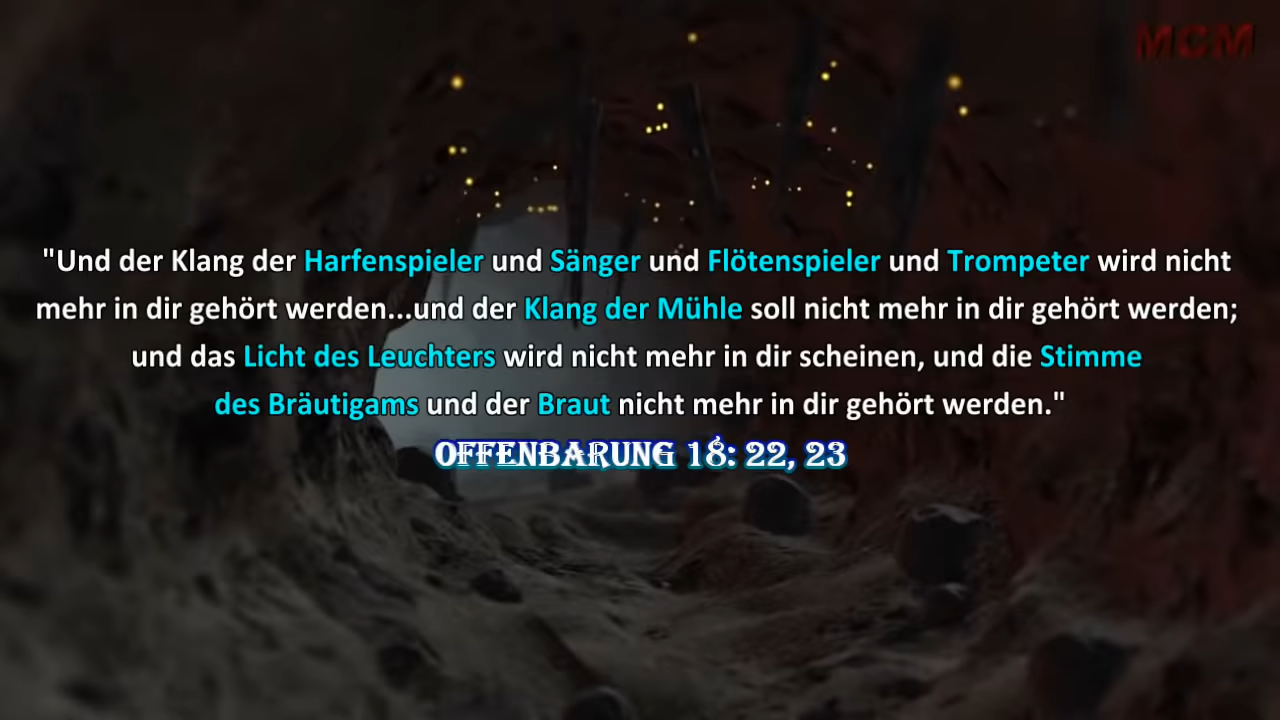 MCM
"Und der Klang der Harfenspieler und Sänger und Flötenspieler und Trompeter wird nicht
mehr in dir gehört werden...und der Klang der Mühle soll nicht mehr in dir gehört werden;
und das Licht des Leuchters wird nicht mehr in dir scheinen, und die Stimme
des Bräutigams und der Braut nicht mehr in dir gehört werden."
OFFENBARUNG 18: 22, 23